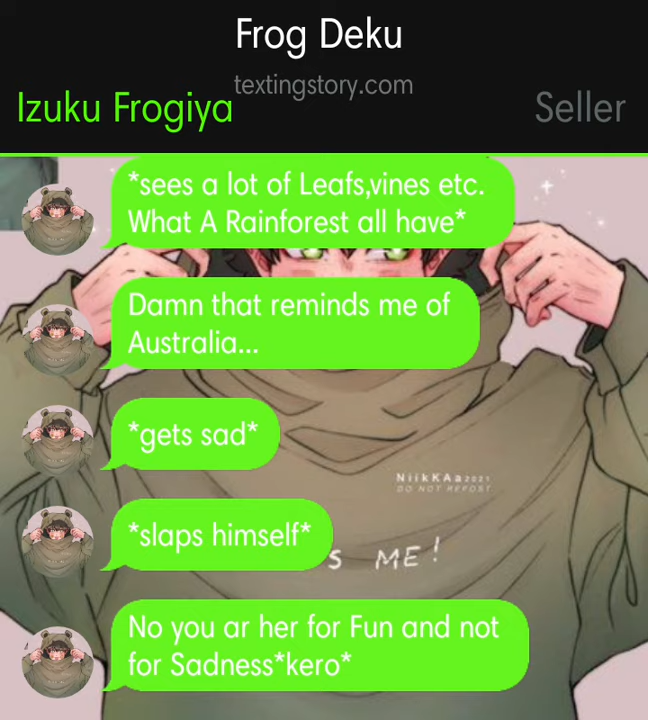 Frog Deku
textingstory.com
Izuku Frogiya
Seller
*sees a lot of Leafs,vines etc.
What A Rainforest all have*
Damn that reminds me of
Australia...
*gets sad*
NiikKAa2021
DO NOT REPOST
*slaps himself*
S ME!
No you ar her for Fun and not
for Sadness*kero*